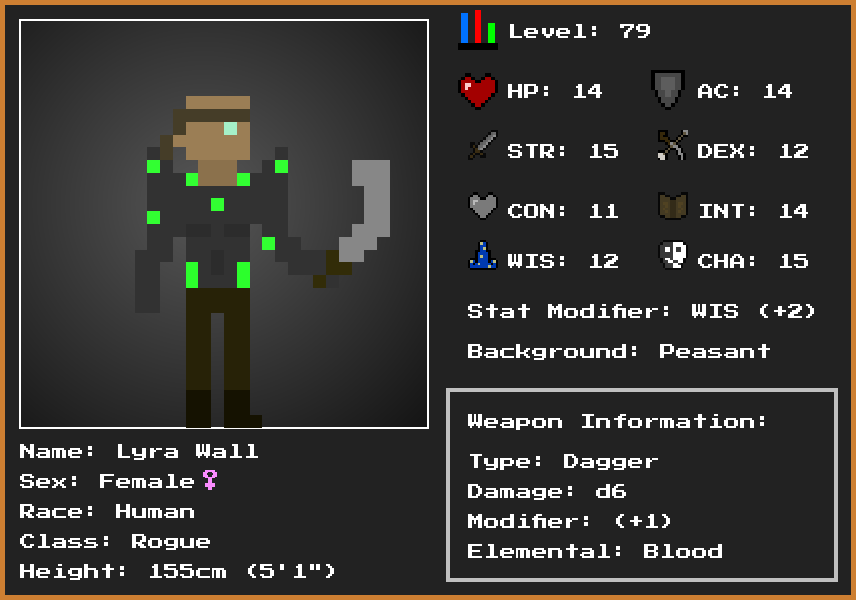 Level: 79
HP: 14
AC: 14
STR: 15
DEX: 12
CON: 11
INT: 14
WIS: 12
CHA: 15
Stat Modifier: WIS (+2)
Background: Peasant
Name: Lyra Wall
Sex: Female♀
Race: Human
Class: Rogue
Height: 155cm (5'1")
Weapon Information:
Type: Dagger
Damage: d6
Modifier: (+1)
Elemental: Blood